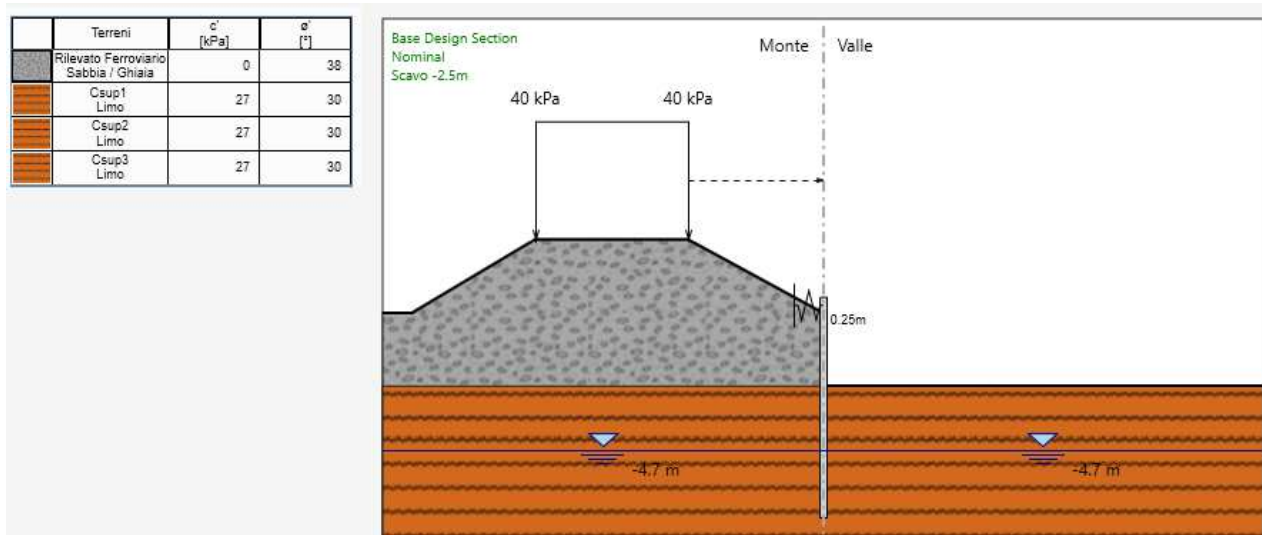 Terreni c' ø'
[kPa] [°]
Rilevato Ferroviario
Sabbia / Ghiaia 0 38
Csup1
Limo 27 30
Csup2
Limo 27 30
Csup3
Limo 27 30
Base Design Section
Nominal
Scavo -2.5m
Monte Valle
40 kPa 40 kPa
0.25m
-4.7 m -4.7 m